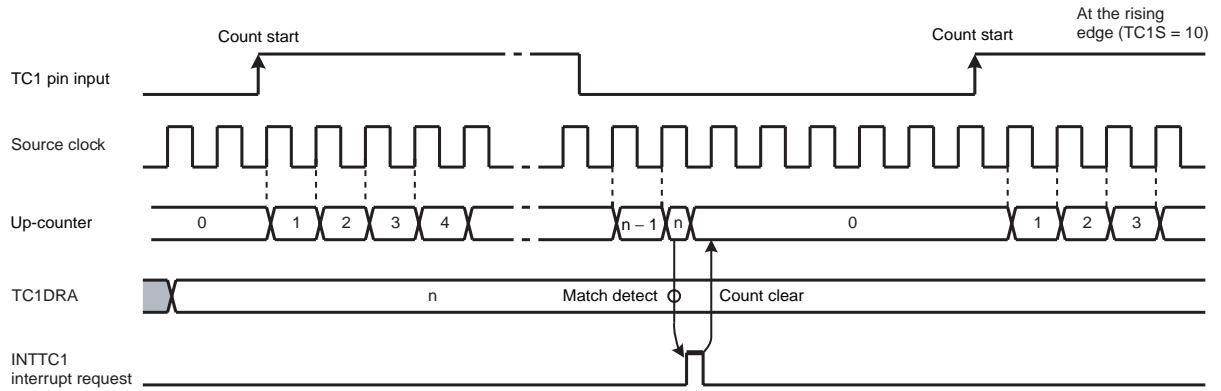 At the rising
edge (TC1S = 10)
Count start
Count start
TC1 pin input
Source clock
Up-counter
0
1
2
3
4
n – 1
n
0
1
2
3
TC1DRA
n
Match detect
Count clear
INTTC1
interrupt request